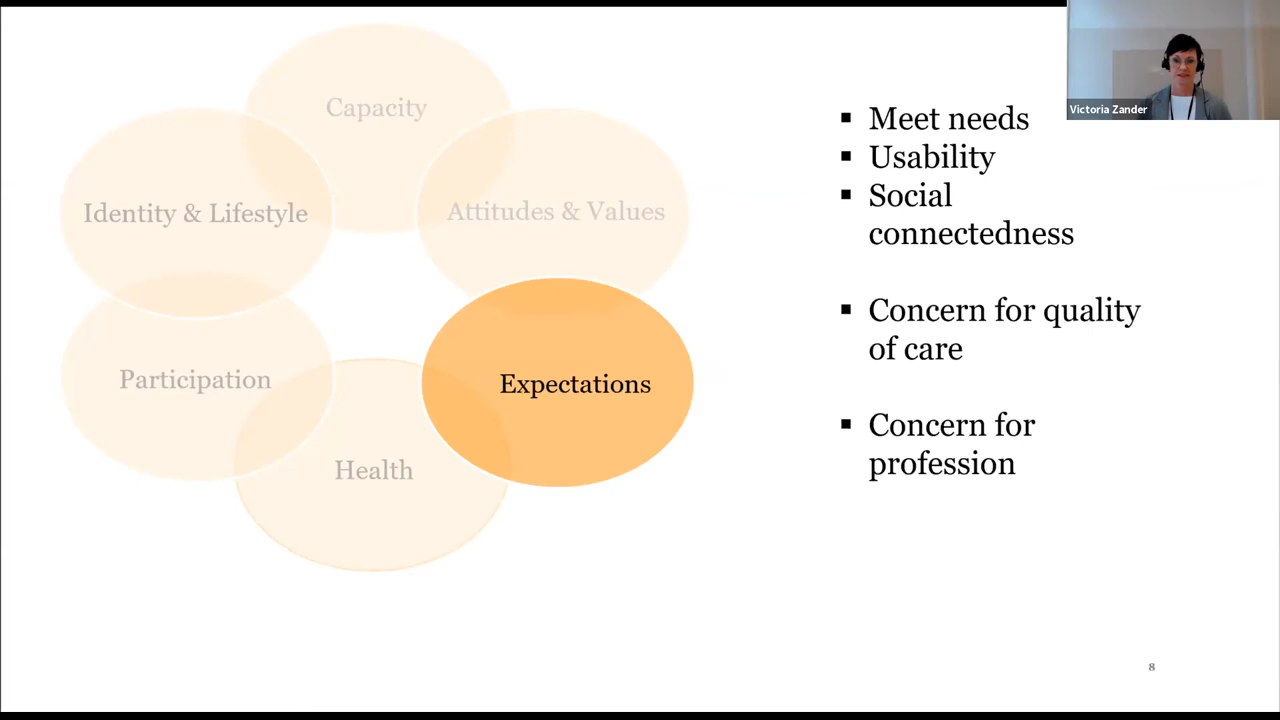 Capacity
Identity & Lifestyle
Attitudes & Values
Participation
Expectations
Health
▪ Meet needs
▪ Usability
▪ Social
connectedness
▪ Concern for quality
of care
▪ Concern for
profession
Victoria Zander
8